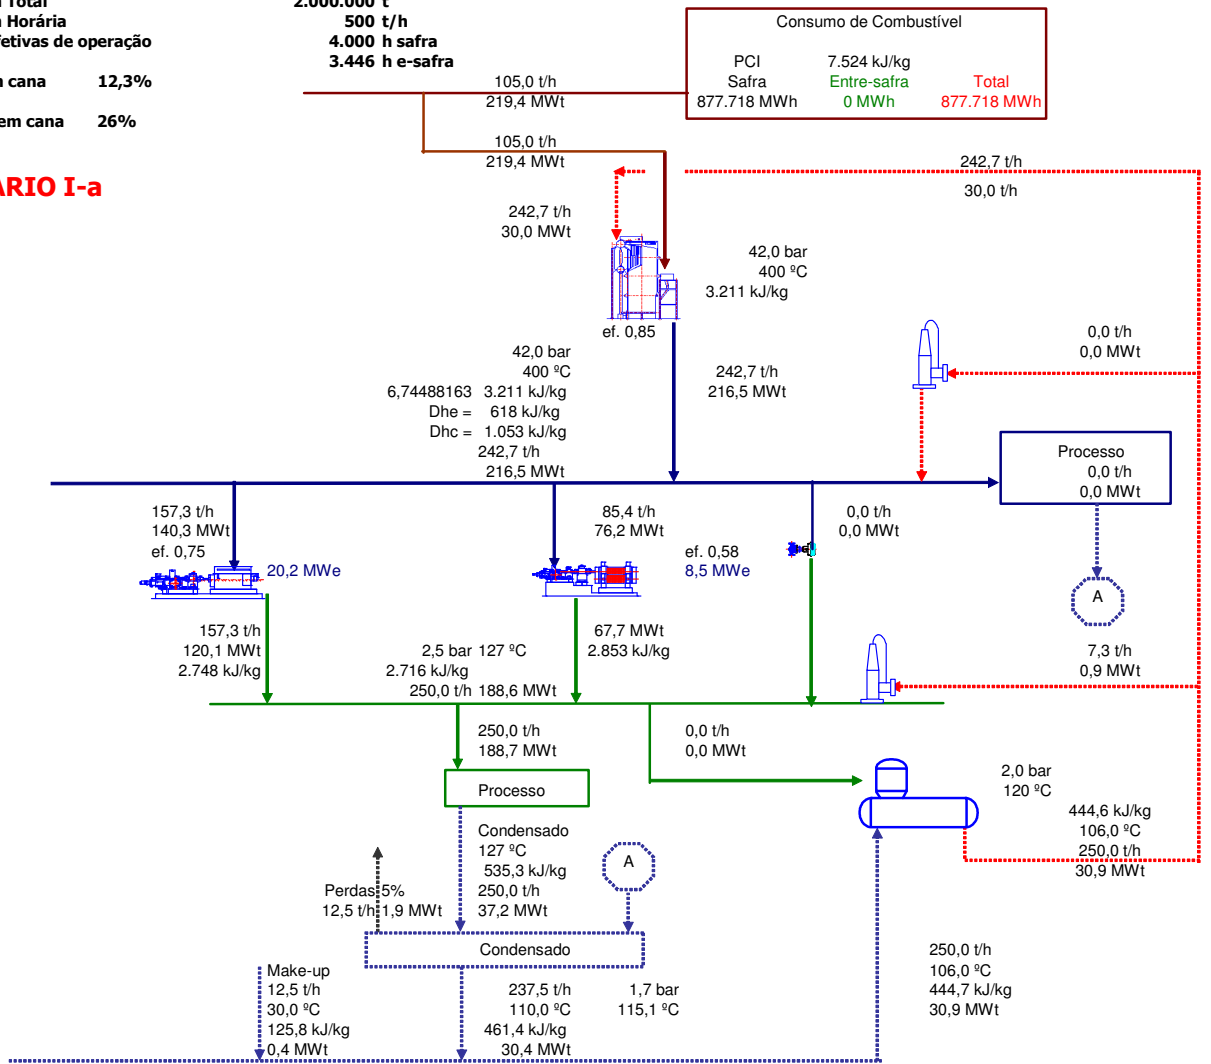 Total 2.000.000 t
Horária 500 t/h
fetivas de operação 4.000 h safra
3.446 h e-safra
cana 12,3%
em cana 26%
ARIO I-a
Consumo de Combustível
PCI 7.524 kJ/kg
Safra Entre-safra Total
877.718 MWh 0 MWh 877.718 MWh
105,0 t/h
219,4 MWt
105,0 t/h
219,4 MWt
242,7 t/h
30,0 t/h
242,7 t/h
30,0 MWt
42,0 bar
400 ºC
3.211 kJ/kg
ef. 0,85
0,0 t/h
0,0 MWt
42,0 bar
400 ºC
6,74488163 3.211 kJ/kg
Dhe = 618 kJ/kg
Dhc = 1.053 kJ/kg
242,7 t/h
216,5 MWt
242,7 t/h
216,5 MWt
Processo
0,0 t/h
0,0 MWt
157,3 t/h
140,3 MWt
ef. 0,75
20,2 MWe
85,4 t/h
76,2 MWt
ef. 0,58
8,5 MWe
0,0 t/h
0,0 MWt
A
157,3 t/h
120,1 MWt
2.748 kJ/kg
2,5 bar 127 ºC
2.716 kJ/kg
250,0 t/h 188,6 MWt
67,7 MWt
2.853 kJ/kg
7,3 t/h
0,9 MWt
250,0 t/h
188,7 MWt
0,0 t/h
0,0 MWt
Processo
2,0 bar
120 ºC
444,6 kJ/kg
106,0 ºC
250,0 t/h
30,9 MWt
Condensado
127 ºC
535,3 kJ/kg
250,0 t/h
37,2 MWt
A
Perdas 5%
12,5 t/h 1,9 MWt
Condensado
Make-up
12,5 t/h
30,0 ºC
125,8 kJ/kg
0,4 MWt
237,5 t/h
110,0 ºC
461,4 kJ/kg
30,4 MWt
1,7 bar
115,1 ºC
250,0 t/h
106,0 ºC
444,7 kJ/kg
30,9 MWt